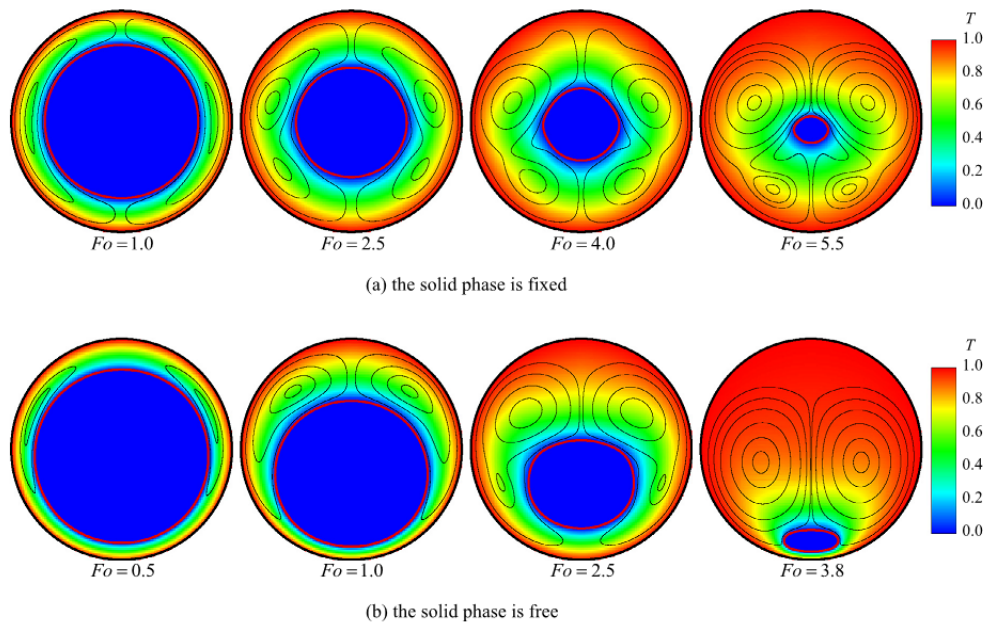 T
1.0
0.8
0.6
0.4
0.2
0.0
Fo=1.0 Fo=2.5 Fo=4.0 Fo=5.5
(a) the solid phase is fixed
T
1.0
0.8
0.6
0.4
0.2
0.0
Fo=0.5 Fo=1.0 Fo=2.5 Fo=3.8
(b) the solid phase is free